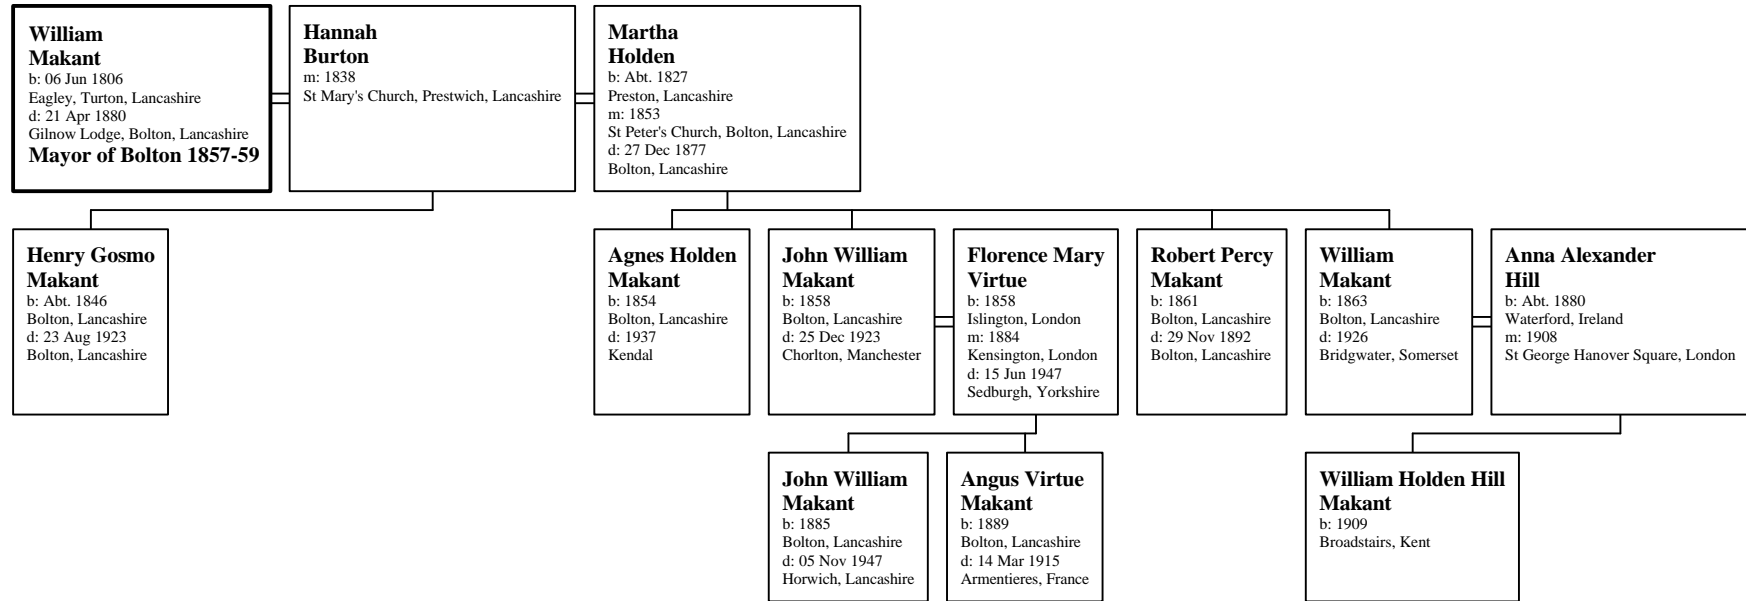 William
Makant
b: 06 Jun 1806
Eagley, Turton, Lancashire
d: 21 Apr 1880
Gilnow Lodge, Bolton, Lancashire
Mayor of Bolton 1857-59
Hannah
Burton
m: 1838
St Mary's Church, Prestwich, Lancashire
Martha
Holden
b: Abt. 1827
Preston, Lancashire
m: 1853
St Peter's Church, Bolton, Lancashire
d: 27 Dec 1877
Bolton, Lancashire
Henry Gosmo
Makant
b: Abt. 1846
Bolton, Lancashire
d: 23 Aug 1923
Bolton, Lancashire
Agnes Holden
Makant
b: 1854
Bolton, Lancashire
d: 1937
Kendal
John William
Makant
b: 1858
Bolton, Lancashire
d: 25 Dec 1923
Chorlton, Manchester
Florence Mary
Virtue
b: 1858
Islington, London
m: 1884
Kensington, London
d: 15 Jun 1947
Sedburgh, Yorkshire
Robert Percy
Makant
b: 1861
Bolton, Lancashire
d: 29 Nov 1892
Bolton, Lancashire
William
Makant
b: 1863
Bolton, Lancashire
d: 1926
Bridgwater, Somerset
Anna Alexander
Hill
b: Abt. 1880
Waterford, Ireland
m: 1908
St George Hanover Square, London
John William
Makant
b: 1885
Bolton, Lancashire
d: 05 Nov 1947
Horwich, Lancashire
Angus Virtue
Makant
b: 1889
Bolton, Lancashire
d: 14 Mar 1915
Armentieres, France
William Holden Hill
Makant
b: 1909
Broadstairs, Kent